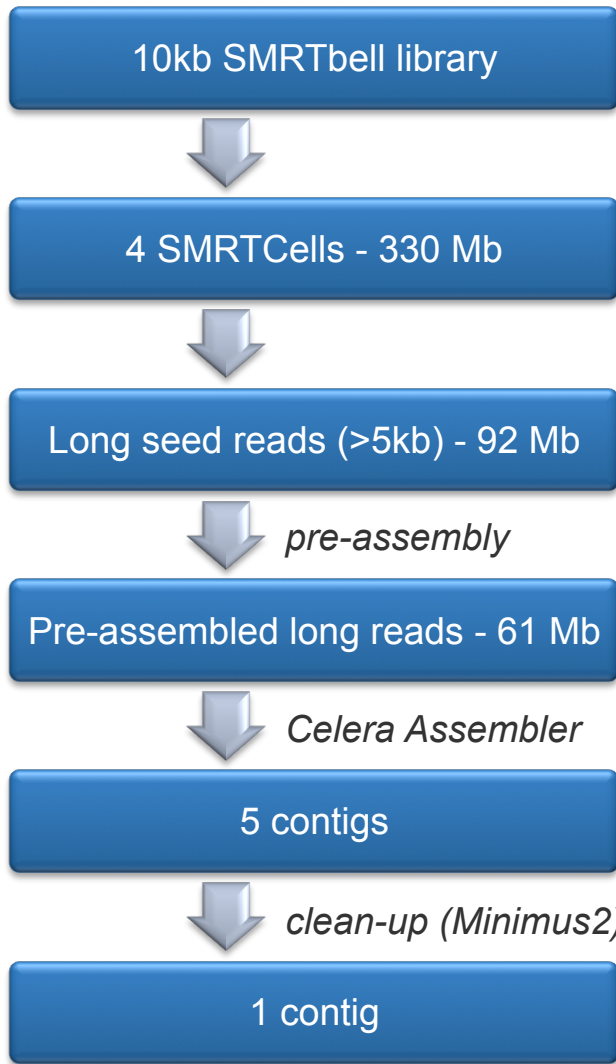 10kb SMRTbell library
4 SMRTCells - 330 Mb
Long seed reads (>5kb) - 92 Mb
pre-assembly
Pre-assembled long reads - 61 Mb
Celera Assembler
5 contigs
clean-up (Minimus2)
1 contig